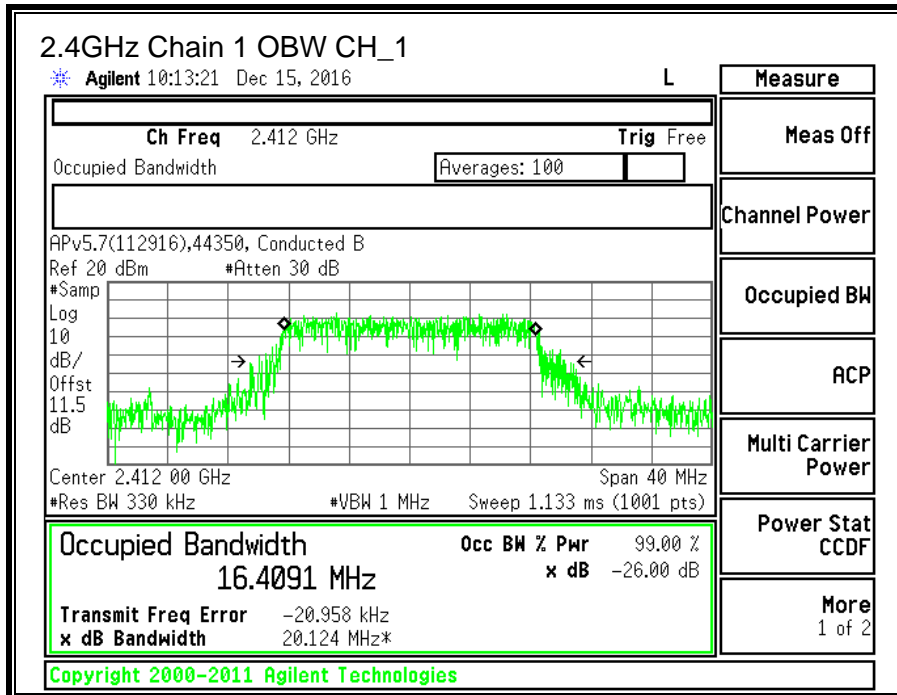 2.4GHz Chain 1 OBW CH_1
Agilent 10:13:21 Dec 15, 2016 L
Measure
Ch Freq 2.412 GHz Trig Free
Meas Off
Occupied Bandwidth Averages: 100
Channel Power
APv5.7(112916),44350, Conducted B
Ref 20 dBm #Atten 30 dB
#Samp
Log
10
dB/
Offst
11.5
dB
Occupied BW
ACP
Multi Carrier
Power
Center 2.412 00 GHz Span 40 MHz
#Res BW 330 kHz #VBW 1 MHz Sweep 1.133 ms (1001 pts)
Power Stat
CCDF
Occupied Bandwidth Occ BW % Pwr 99.00 %
16.4091 MHz x dB -26.00 dB
Transmit Freq Error -20.958 kHz
x dB Bandwidth 20.124 MHz*
More
1 of 2
Copyright 2000-2011 Agilent Technologies